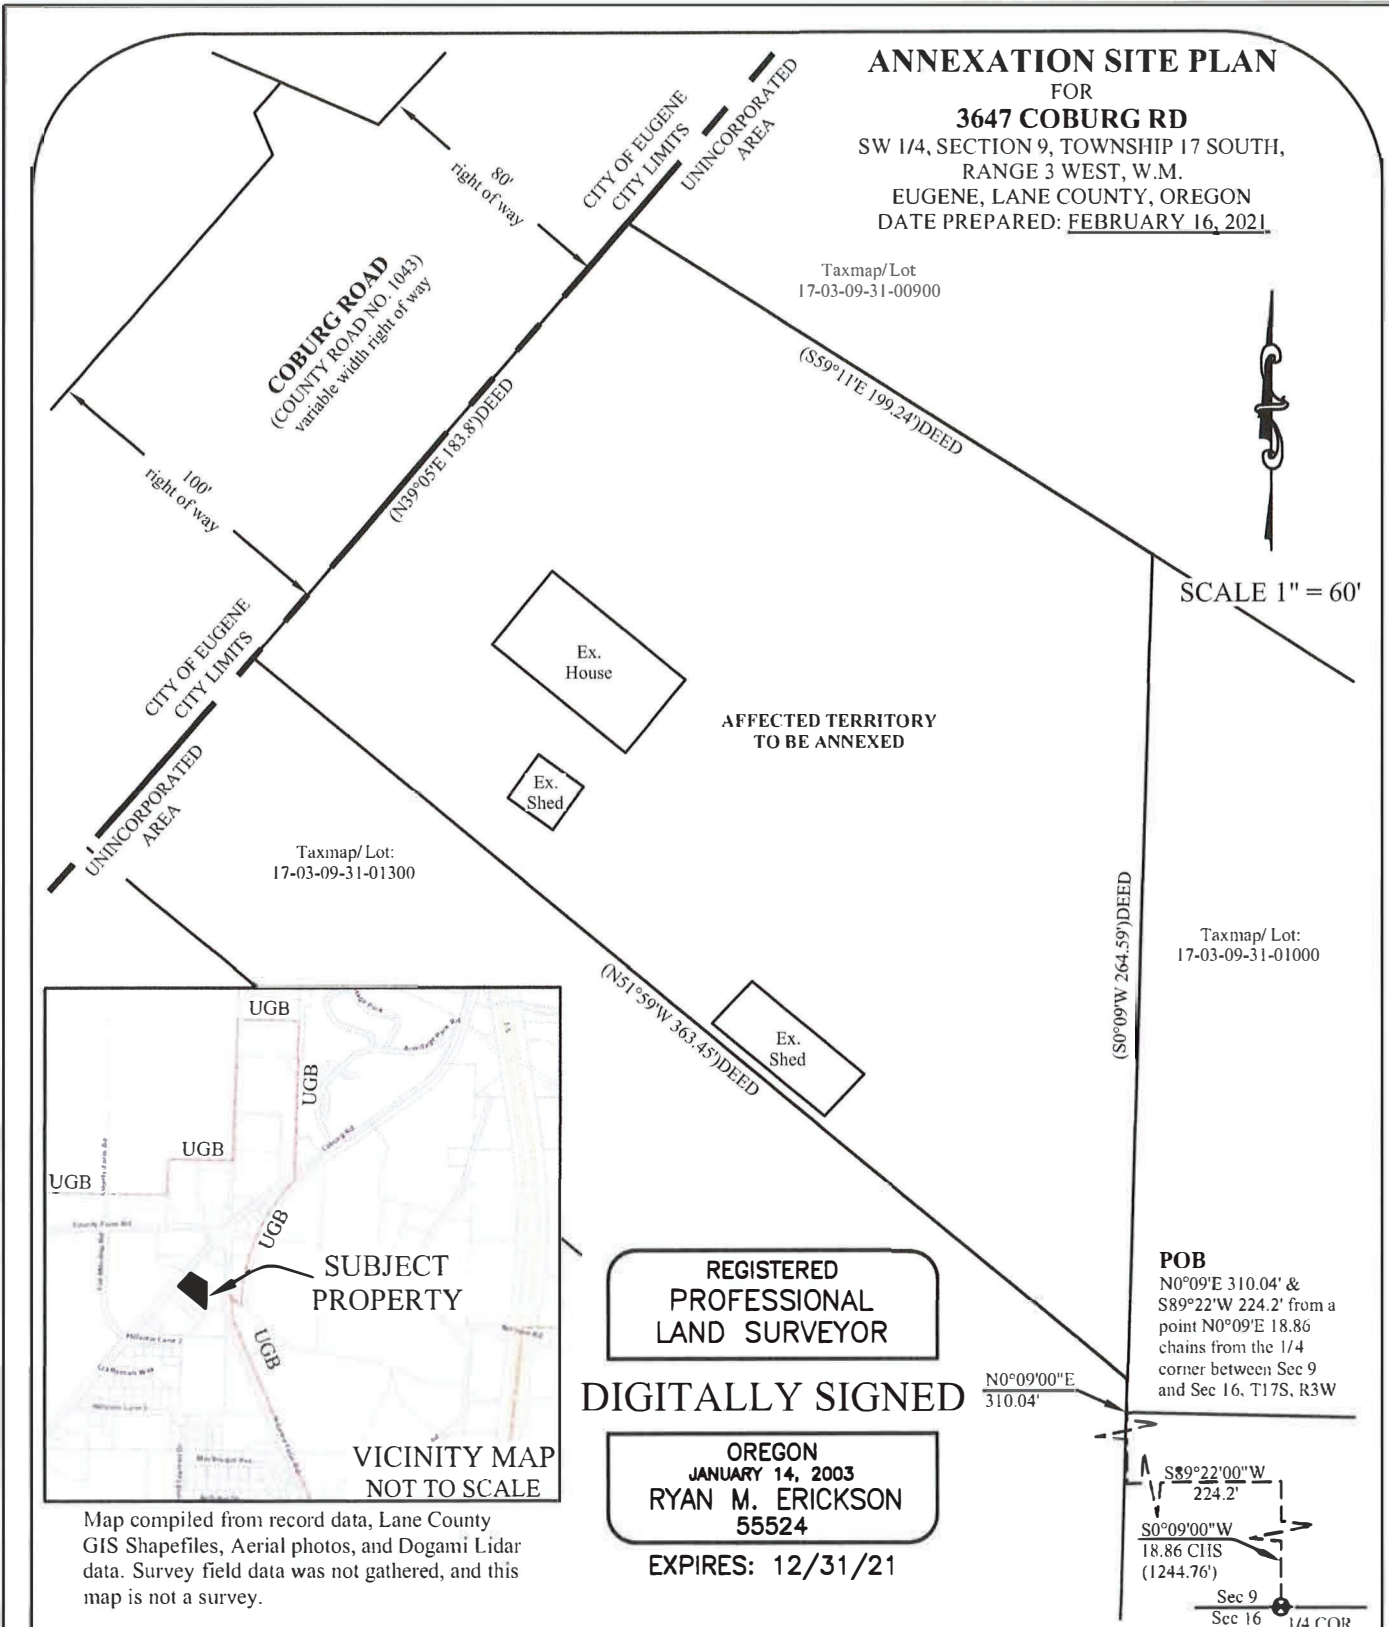 ANNEXATION SITE PLAN
FOR
3647 COBURG RD
SW 1/4, SECTION 9, TOWNSHIP 17 SOUTH,
RANGE 3 WEST, W.M.
EUGENE, LANE COUNTY, OREGON
DATE PREPARED: FEBRUARY 16, 2021
CITY OF EUGENE
CITY LIMITS
UNINCORPORATED
AREA
80'
right of way
COBURG ROAD
(COUNTY ROAD NO. 1043)
variable width right of way
Taxmap/Lot
17-03-09-31-00900
(S59°11'E 199.24')DEED
(N39°05'E 183.8')DEED
100'
right of way
SCALE 1" = 60'
CITY OF EUGENE
CITY LIMITS
UNINCORPORATED
AREA
Ex.
House
AFFECTED TERRITORY
TO BE ANNEXED
Ex.
Shed
Taxmap/Lot:
17-03-09-31-01300
(S0°09'W 264.59')DEED
Taxmap/Lot:
17-03-09-31-01000
(N51°59'W 363.45')DEED
Ex.
Shed
UGB
UGB
UGB
UGB
UGB
UGB
Armitage Park Rd
Coburg Rd
County Farm Rd
SUBJECT
PROPERTY
VICINITY MAP
NOT TO SCALE
Map compiled from record data, Lane County
GIS Shapefiles, Aerial photos, and Dogami Lidar
data. Survey field data was not gathered, and this
map is not a survey.
REGISTERED
PROFESSIONAL
LAND SURVEYOR
DIGITALLY SIGNED
OREGON
JANUARY 14, 2003
RYAN M. ERICKSON
55524
EXPIRES: 12/31/21
POB
N0°09'E 310.04' &
S89°22'W 224.2' from a
point N0°09'E 18.86
chains from the 1/4
corner between Sec 9
and Sec 16, T17S, R3W
N0°09'00"E
310.04'
S89°22'00"W
224.2'
S0°09'00"W
18.86 CHS
(1244.76')
Sec 9
Sec 16
1/4 COR